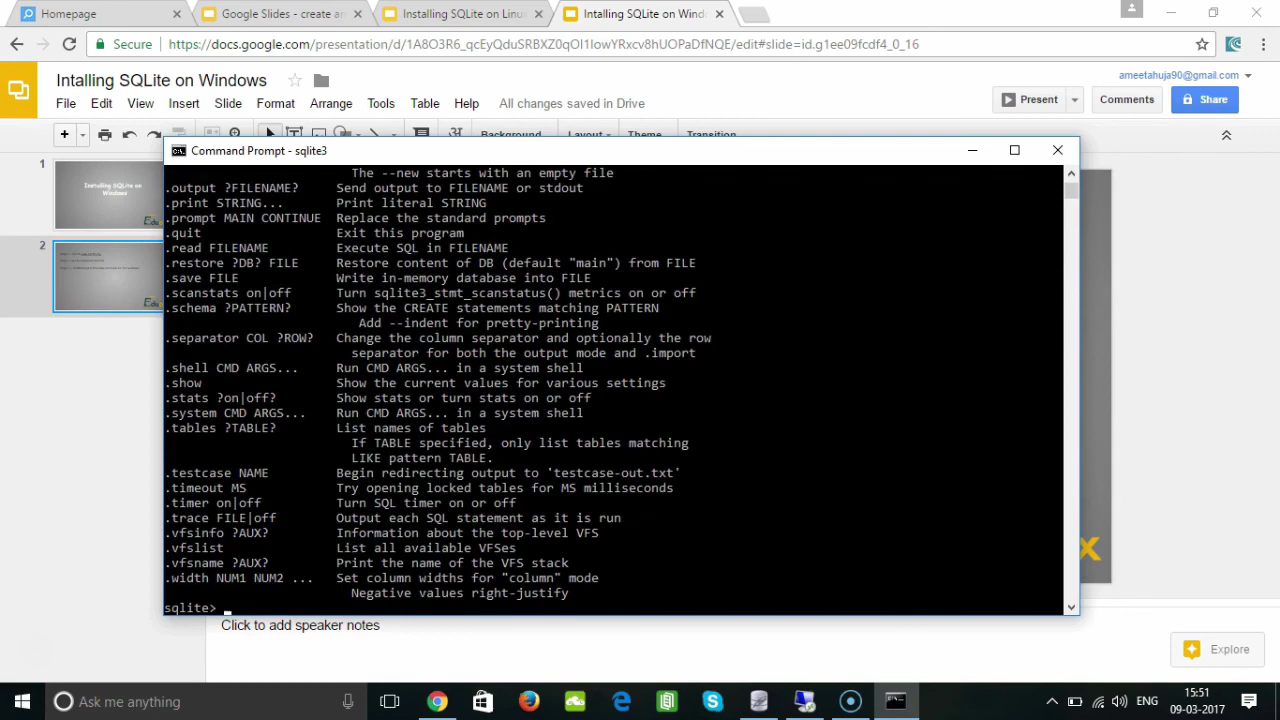 Homepage
Google Slides - create an
Installing SQLite on Linu
Intalling SQLite on Wind
Secure
https://docs.google.com/presentation/d/1A8O3R6_qcEyQduSRBXZ0qOI1IowYRxcv8hUOPaDfNQE/edit#slide=id.g1ee09fcdf4_0_16
Intalling SQLite on Windows
ameetahuja90@gmail.com
File Edit View Insert Slide Format Arrange Tools Table Help All changes saved in Drive
Present
Comments
Share
Background Layout Theme Transition
1
Installing SQLite on
Windows
2
Command Prompt - sqlite3
The --new starts with an empty file
.output ?FILENAME? Send output to FILENAME or stdout
.print STRING... Print literal STRING
.prompt MAIN CONTINUE Replace the standard prompts
.quit Exit this program
.read FILENAME Execute SQL in FILENAME
.restore ?DB? FILE Restore content of DB (default "main") from FILE
.save FILE Write in-memory database into FILE
.scanstats on|off Turn sqlite3_stmt_scanstatus() metrics on or off
.schema ?PATTERN? Show the CREATE statements matching PATTERN
Add --indent for pretty-printing
.separator COL ?ROW? Change the column separator and optionally the row
separator for both the output mode and .import
.shell CMD ARGS... Run CMD ARGS... in a system shell
.show Show the current values for various settings
.stats ?on|off? Show stats or turn stats on or off
.system CMD ARGS... Run CMD ARGS... in a system shell
.tables ?TABLE? List names of tables
If TABLE specified, only list tables matching
LIKE pattern TABLE.
.testcase NAME Begin redirecting output to 'testcase-out.txt'
.timeout MS Try opening locked tables for MS milliseconds
.timer on|off Turn SQL timer on or off
.trace FILE|off Output each SQL statement as it is run
.vfsinfo ?AUX? Information about the top-level VFS
.vfslist List all available VFSes
.vfsname ?AUX? Print the name of the VFS stack
.width NUM1 NUM2 ... Set column widths for "column" mode
Negative values right-justify
sqlite>
x
Click to add speaker notes
Explore
Ask me anything
ENG
15:51
09-03-2017